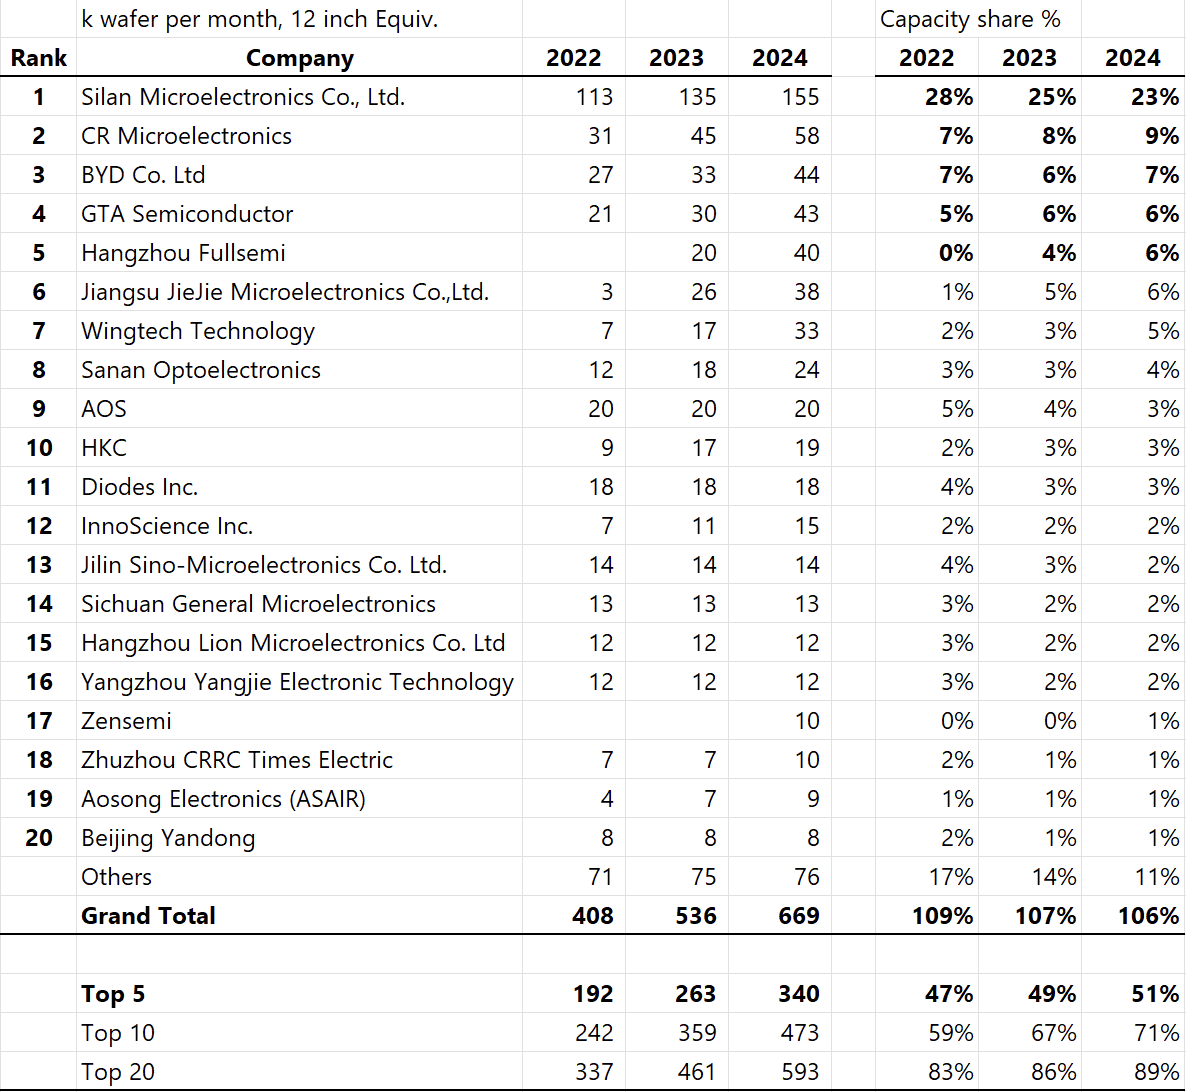 k wafer per month, 12 inch Equiv. Capacity share %
Rank Company 2022 2023 2024 2022 2023 2024
1 Silan Microelectronics Co., Ltd. 113 135 155 28% 25% 23%
2 CR Microelectronics 31 45 58 7% 8% 9%
3 BYD Co. Ltd 27 33 44 7% 6% 7%
4 GTA Semiconductor 21 30 43 5% 6% 6%
5 Hangzhou Fullsemi 20 40 0% 4% 6%
6 Jiangsu JieJie Microelectronics Co.,Ltd. 3 26 38 1% 5% 6%
7 Wingtech Technology 7 17 33 2% 3% 5%
8 Sanan Optoelectronics 12 18 24 3% 3% 4%
9 AOS 20 20 20 5% 4% 3%
10 HKC 9 17 19 2% 3% 3%
11 Diodes Inc. 18 18 18 4% 3% 3%
12 InnoScience Inc. 7 11 15 2% 2% 2%
13 Jilin Sino-Microelectronics Co. Ltd. 14 14 14 4% 3% 2%
14 Sichuan General Microelectronics 13 13 13 3% 2% 2%
15 Hangzhou Lion Microelectronics Co. Ltd 12 12 12 3% 2% 2%
16 Yangzhou Yangjie Electronic Technology 12 12 12 3% 2% 2%
17 Zensemi 10 0% 0% 1%
18 Zhuzhou CRRC Times Electric 7 7 10 2% 1% 1%
19 Aosong Electronics (ASAIR) 4 7 9 1% 1% 1%
20 Beijing Yandong 8 8 8 2% 1% 1%
Others 71 75 76 17% 14% 11%
Grand Total 408 536 669 109% 107% 106%
Top 5 192 263 340 47% 49% 51%
Top 10 242 359 473 59% 67% 71%
Top 20 337 461 593 83% 86% 89%